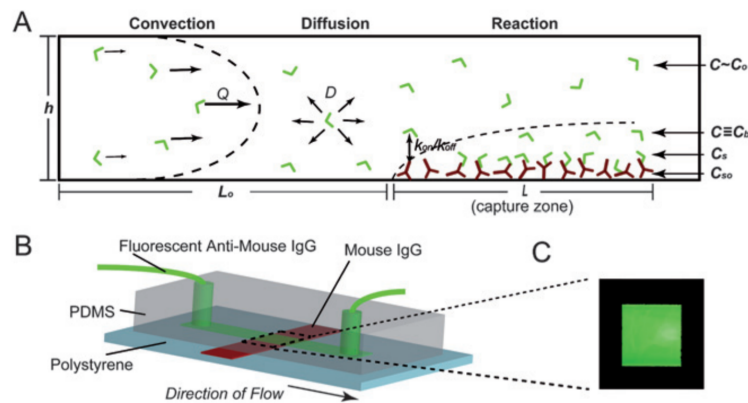 A
Convection Diffusion Reaction
h
Q
D
kon/koff
C~Co
C≡Cb
Cs
Cso
Lo
l
(capture zone)
B
Fluorescent Anti-Mouse IgG
Mouse IgG
PDMS
Polystyrene
Direction of Flow
C